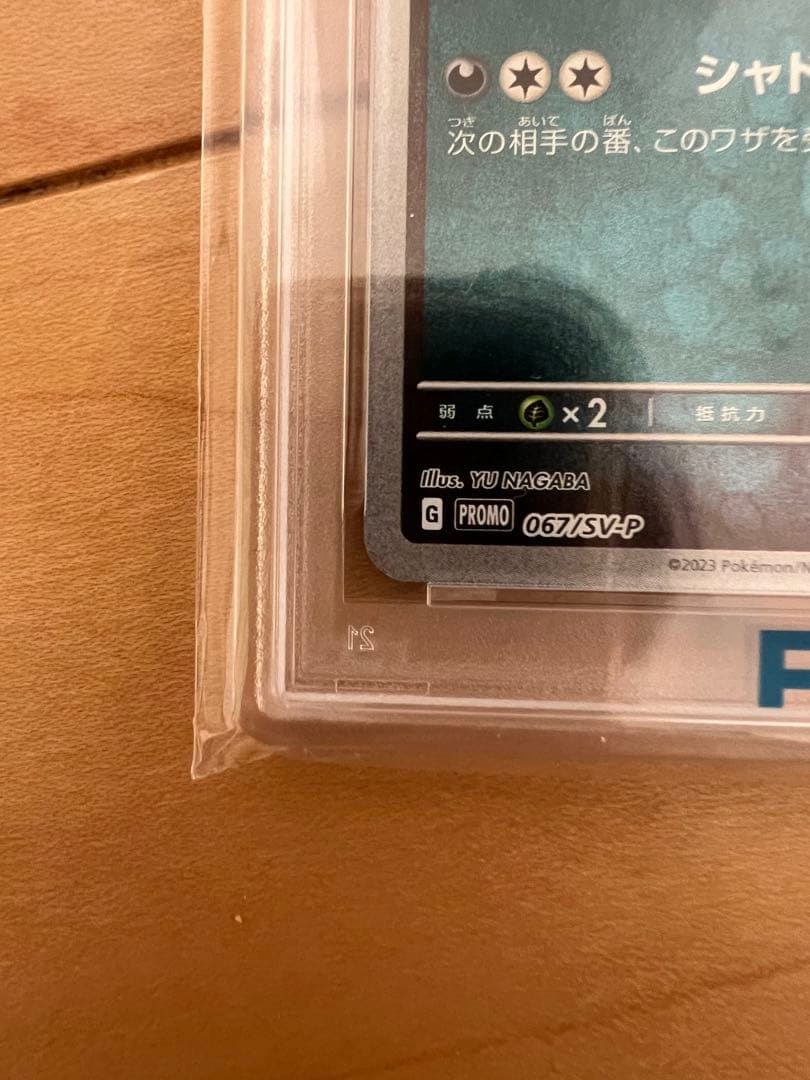 シャド
つぎ あいて ばん
次の相手の番、このワザを
弱点 ×2 抵抗力
Illus. YU NAGABA
G PROMO 067/SV-P
©2023 Pokémon/N
21